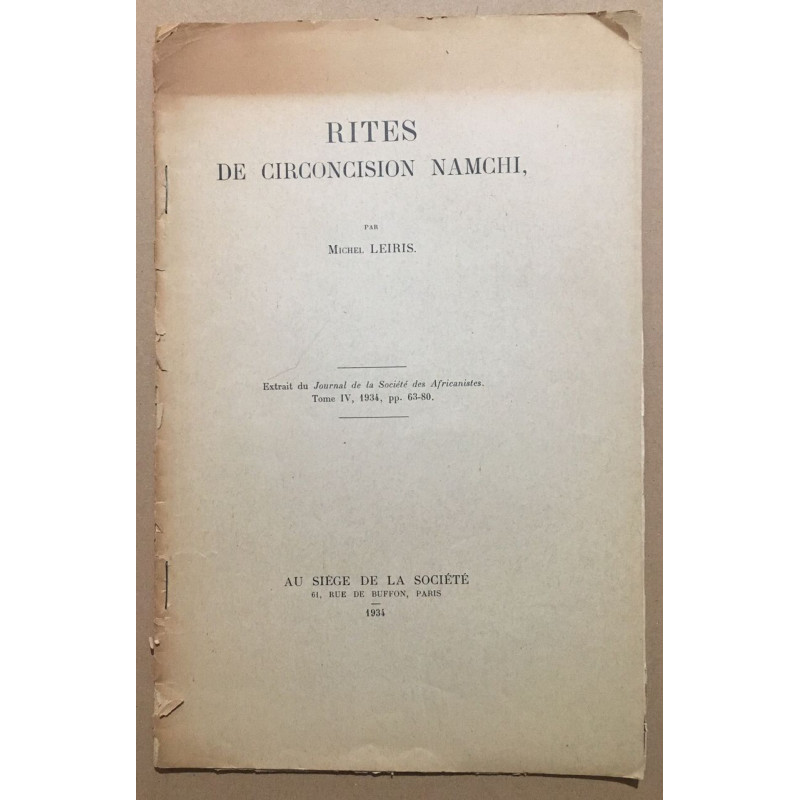 RITES
DE CIRCONCISION NAMCHI,
PAR
MICHEL LEIRIS.
Extrait du Journal de la Société des Africanistes.
Tome IV, 1934, pp. 63-80.
AU SIÈGE DE LA SOCIÉTÉ
61, RUE DE BUFFON, PARIS
1934